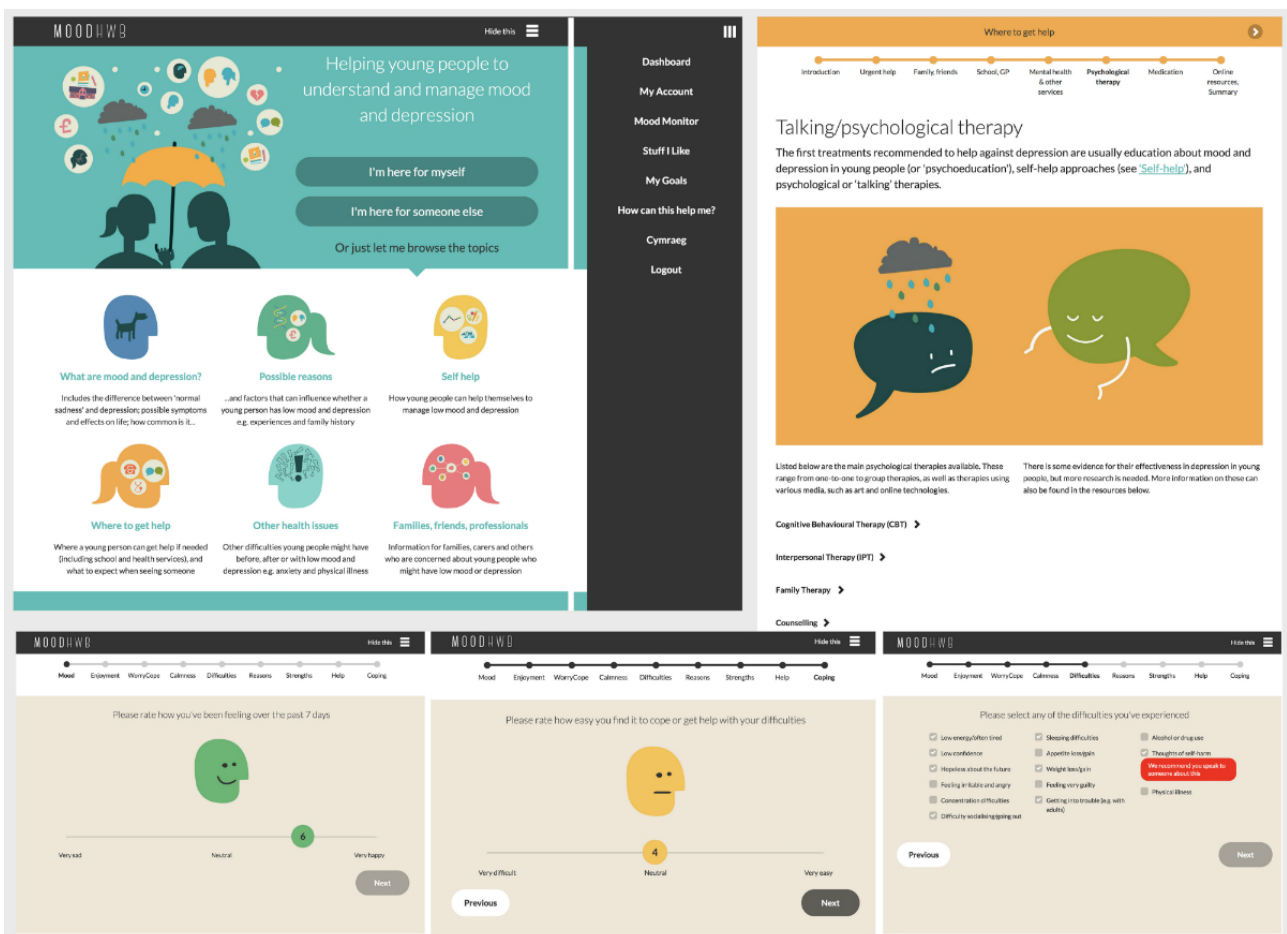 MOODHWB
Hide this
Helping young people to
understand and manage mood
and depression
I'm here for myself
I'm here for someone else
Or just let me browse the topics
What are mood and depression?
Includes the difference between 'normal
sadness' and depression; possible symptoms
and effects on life; how common is it...
Possible reasons
...and factors that can influence whether a
young person has low mood and depression
e.g. experiences and family history
Self help
How young people can help themselves to
manage low mood and depression
Where to get help
Where a young person can get help if needed
(including school and health services), and
what to expect when seeing someone
Other health issues
Other difficulties young people might have
before, after or with low mood and
depression e.g. anxiety and physical illness
Families, friends, professionals
Information for families, carers and others
who are concerned about young people who
might have low mood or depression
Dashboard
My Account
Mood Monitor
Stuff I Like
My Goals
How can this help me?
Cymraeg
Logout
Where to get help
Introduction
Urgent help
Family, friends
School, GP
Mental health
& other
services
Psychological
therapy
Medication
Online
resources,
Summary
Talking/psychological therapy
The first treatments recommended to help against depression are usually education about mood and
depression in young people (or 'psychoeducation'), self-help approaches (see 'Self-help'), and
psychological or 'talking' therapies.
Listed below are the main psychological therapies available. These
range from one-to-one to group therapies, as well as therapies using
various media, such as art and online technologies.
There is some evidence for their effectiveness in depression in young
people, but more research is needed. More information on these can
also be found in the resources below.
Cognitive Behavioural Therapy (CBT)
Interpersonal Therapy (IPT)
Family Therapy
Counselling
MOODHWB
Hide this
Mood Enjoyment WorryCope Calmness Difficulties Reasons Strengths Help Coping
Please rate how you've been feeling over the past 7 days
6
Very sad Neutral Very happy
Next
MOODHWB
Hide this
Mood Enjoyment WorryCope Calmness Difficulties Reasons Strengths Help Coping
Please rate how easy you find it to cope or get help with your difficulties
4
Very difficult Neutral Very easy
Previous
Next
MOODHWB
Hide this
Mood Enjoyment WorryCope Calmness Difficulties Reasons Strengths Help Coping
Please select any of the difficulties you've experienced
Low energy/often tired
Low confidence
Hopeless about the future
Feeling irritable and angry
Concentration difficulties
Difficulty socialising/going out
Sleeping difficulties
Appetite loss/gain
Weight loss/gain
Feeling very guilty
Getting into trouble (e.g. with
adults)
Alcohol or drug use
Thoughts of self-harm
We recommend you speak to
someone about this
Physical illness
Previous
Next